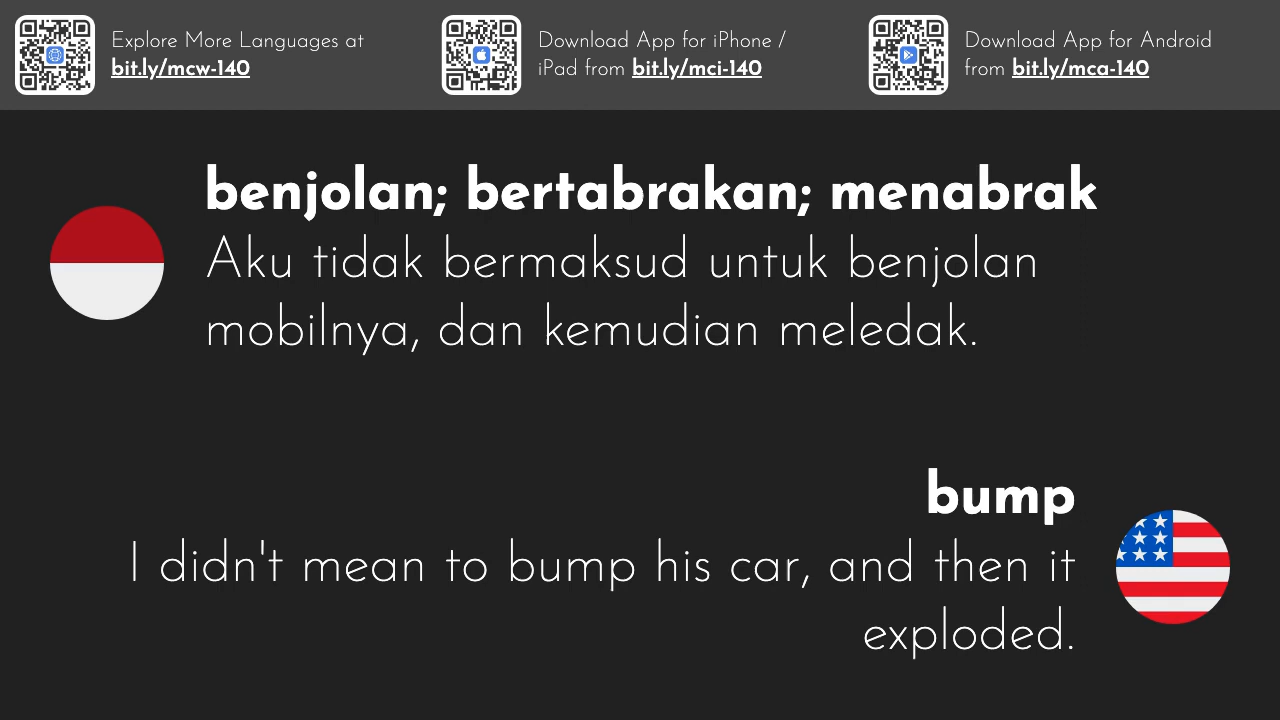 Explore More Languages at
bit.ly/mcw-140
Download App for iPhone /
iPad from bit.ly/mci-140
Download App for Android
from bit.ly/mca-140
benjolan; bertabrakan; menabrak
Aku tidak bermaksud untuk benjolan
mobilnya, dan kemudian meledak.
bump
I didn't mean to bump his car, and then it
exploded.